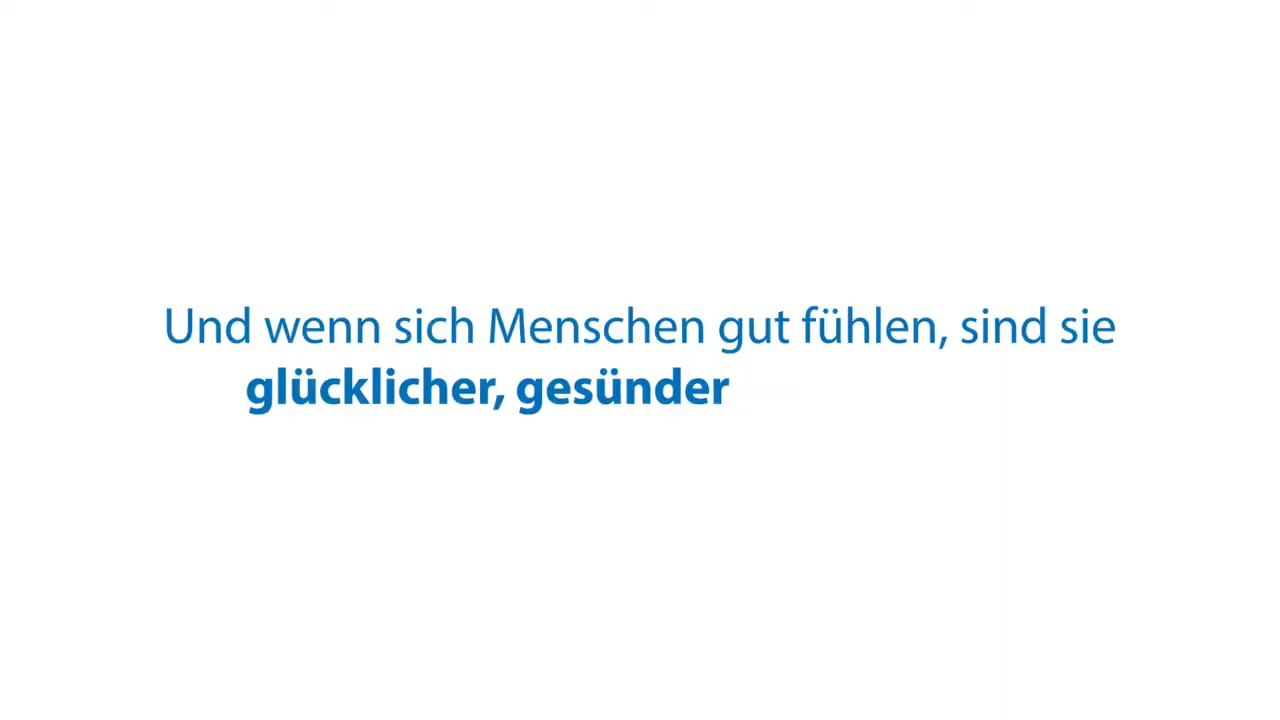 Und wenn sich Menschen gut fühlen, sind sie
glücklicher, gesünder